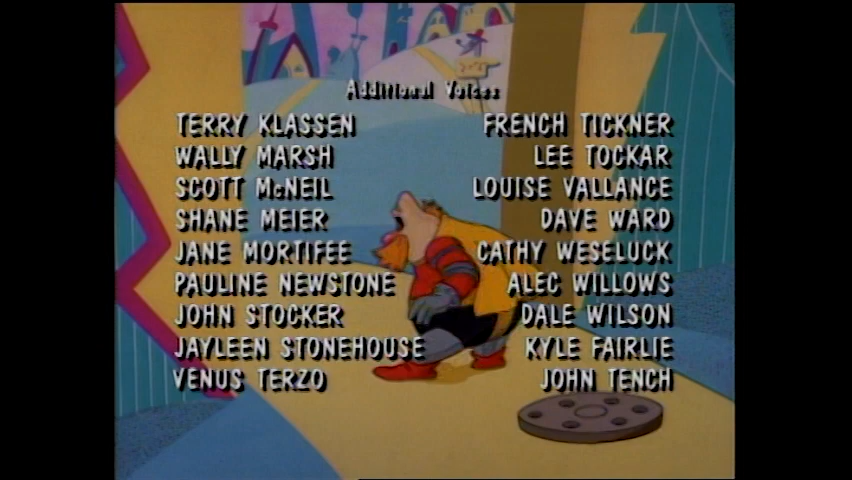 Additional Voices
TERRY KLASSEN FRENCH TICKNER
WALLY MARSH LEE TOCKAR
SCOTT McNEIL LOUISE VALLANCE
SHANE MEIER DAVE WARD
JANE MORTIFEE CATHY WESELUCK
PAULINE NEWSTONE ALEC WILLOWS
JOHN STOCKER DALE WILSON
JAYLEEN STONEHOUSE KYLE FAIRLIE
VENUS TERZO JOHN TENCH